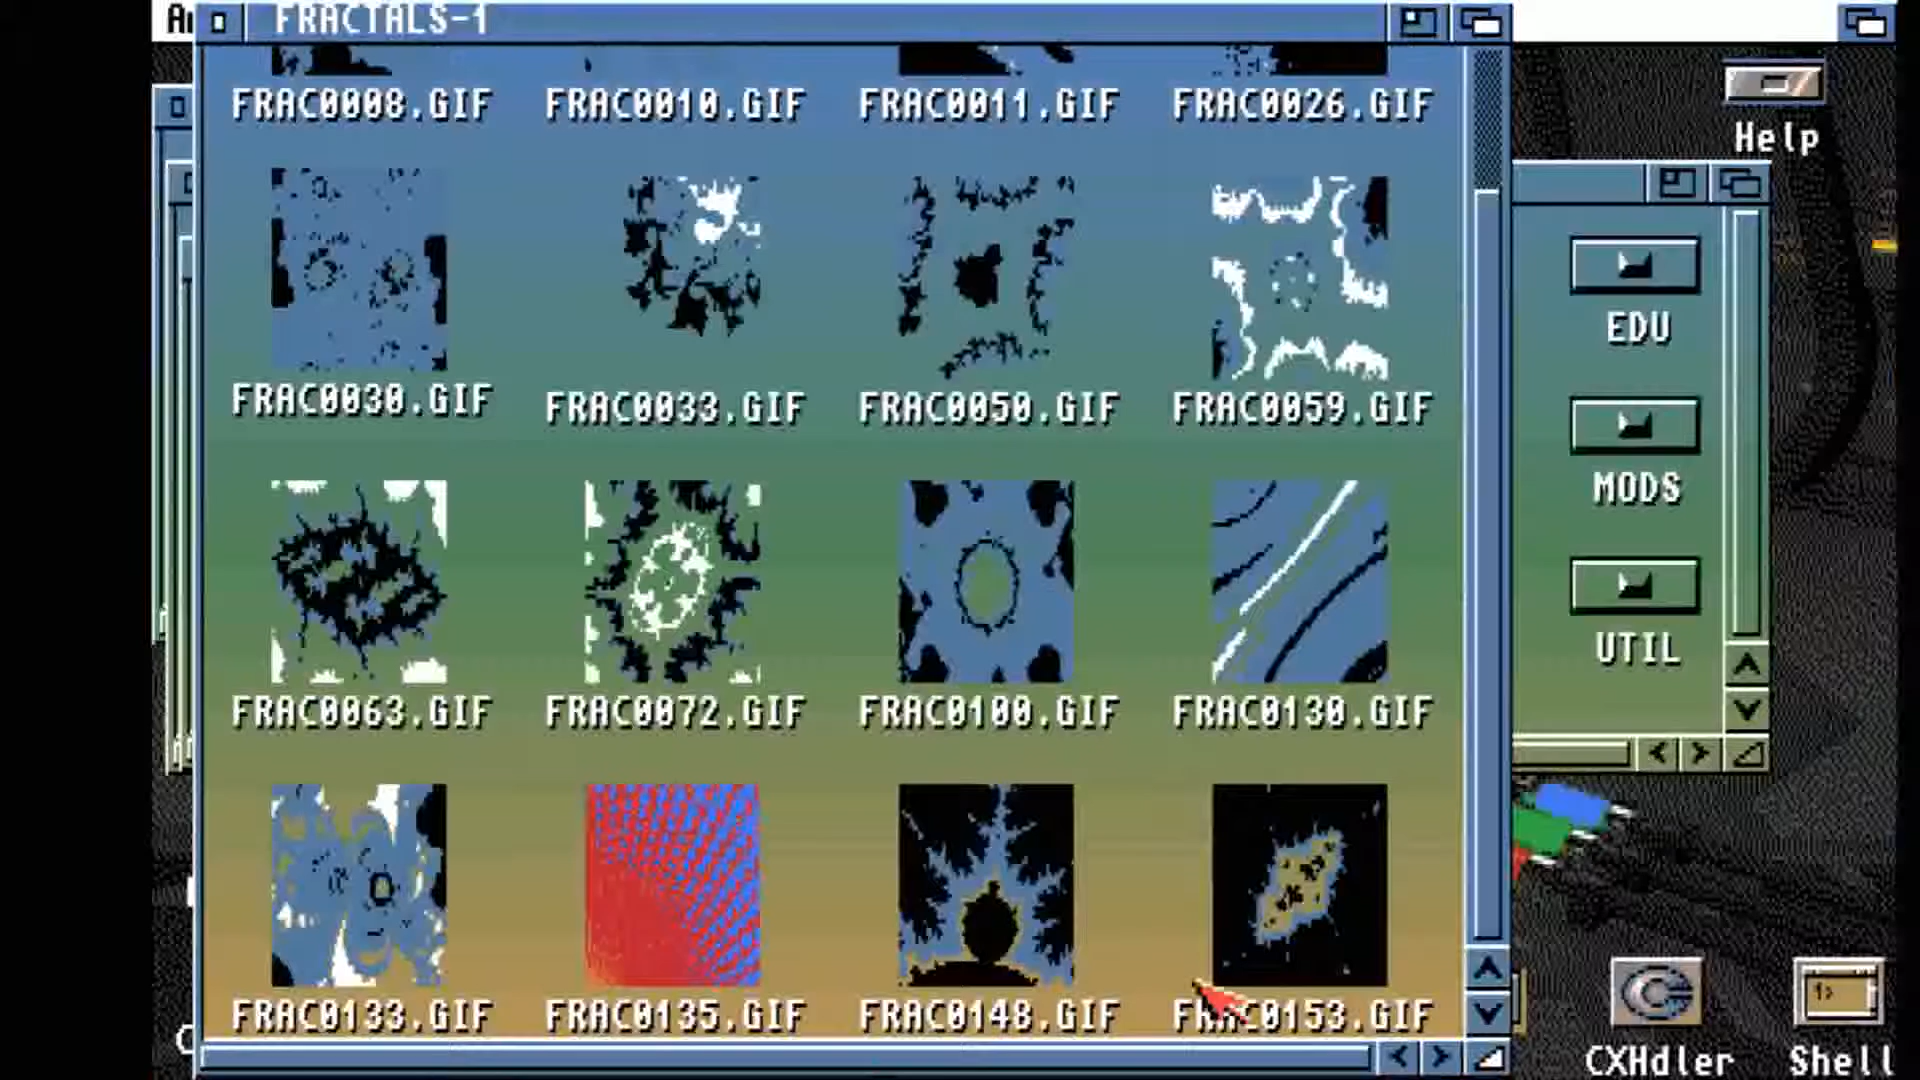 FRACTALS-1
FRAC0008.GIF FRAC0010.GIF FRAC0011.GIF FRAC0026.GIF
Help
FRAC0030.GIF FRAC0033.GIF FRAC0050.GIF FRAC0059.GIF
EDU
MODS
FRAC0063.GIF FRAC0072.GIF FRAC0100.GIF FRAC0130.GIF
UTIL
FRAC0133.GIF FRAC0135.GIF FRAC0148.GIF FRAC0153.GIF
CXHdler
Shell